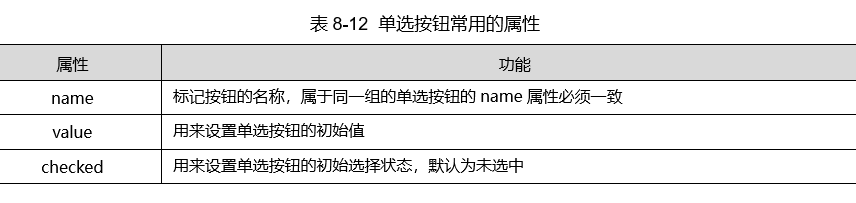 表 8-12 单选按钮常用的属性
属性 功能
name 标记按钮的名称，属于同一组的单选按钮的 name 属性必须一致
value 用来设置单选按钮的初始值
checked 用来设置单选按钮的初始选择状态，默认为未选中